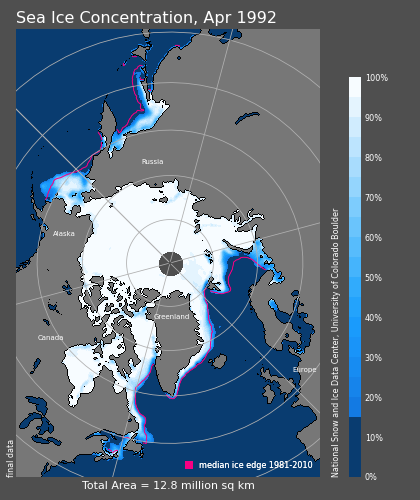 Sea Ice Concentration, Apr 1992
100%
90%
80%
70%
60%
50%
40%
30%
20%
10%
0%
Russia
Alaska
Canada
Greenland
Europe
National Snow and Ice Data Center, University of Colorado Boulder
final data
median ice edge 1981-2010
Total Area = 12.8 million sq km